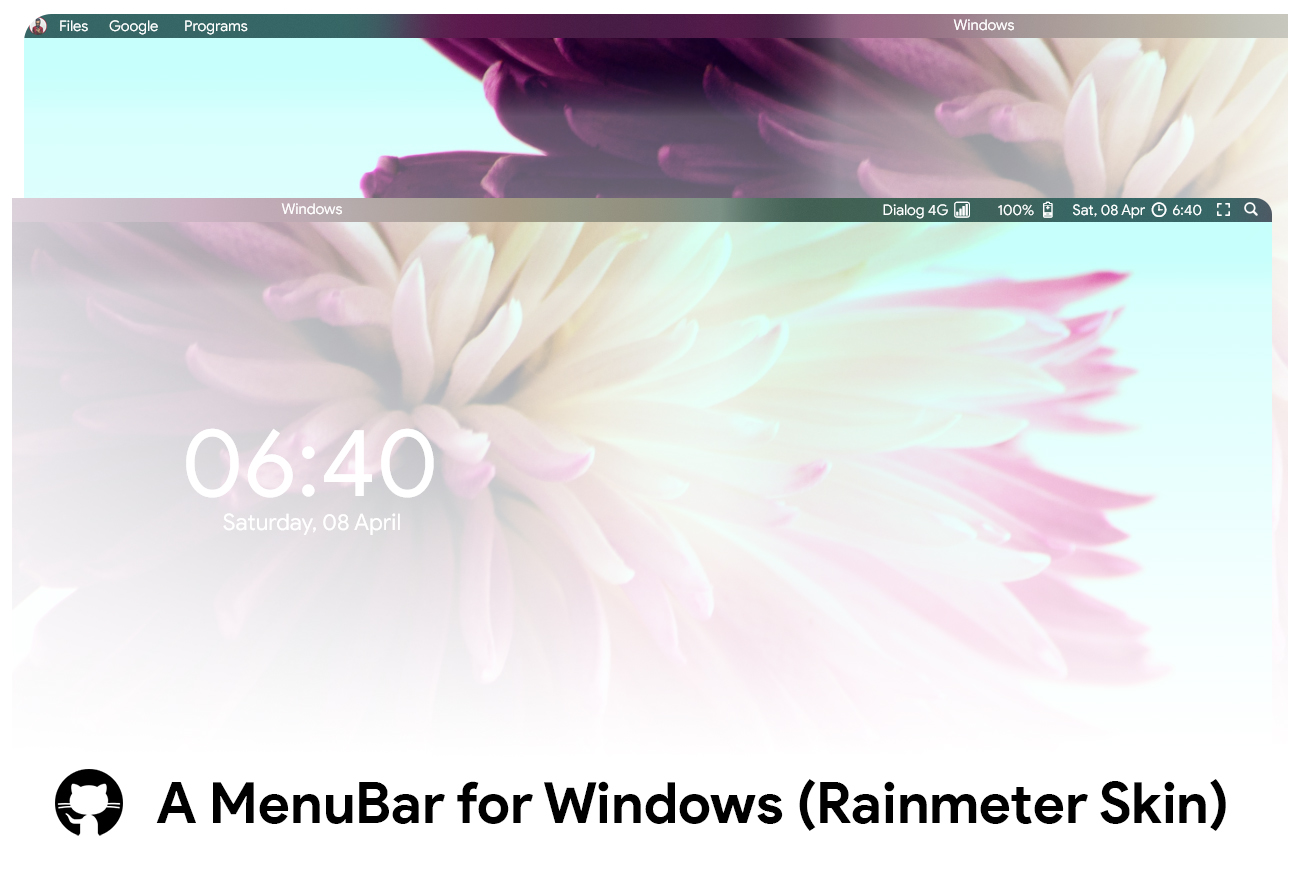 Files Google Programs Windows
Windows Dialog 4G 100% Sat, 08 Apr 6:40
06:40
Saturday, 08 April
A MenuBar for Windows (Rainmeter Skin)